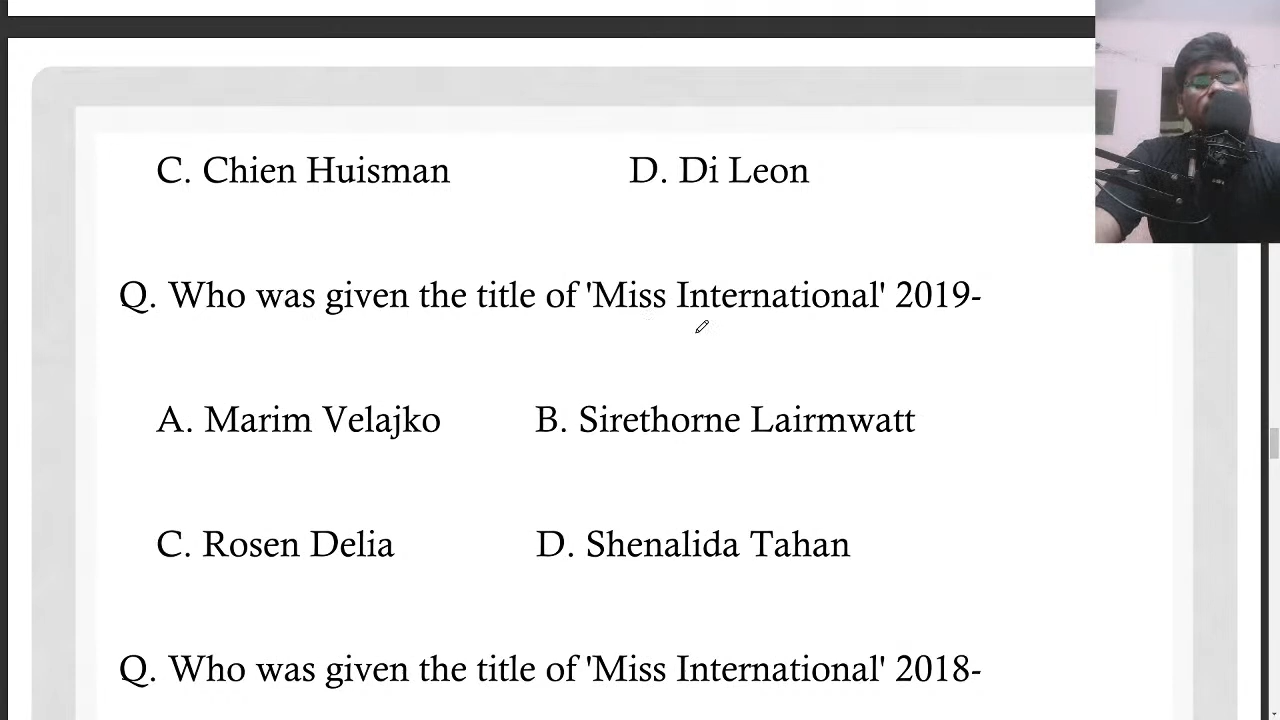 C. Chien Huisman D. Di Leon
Q. Who was given the title of 'Miss International' 2019-
A. Marim Velajko B. Sirethorne Lairmwatt
C. Rosen Delia D. Shenalida Tahan
Q. Who was given the title of 'Miss International' 2018-